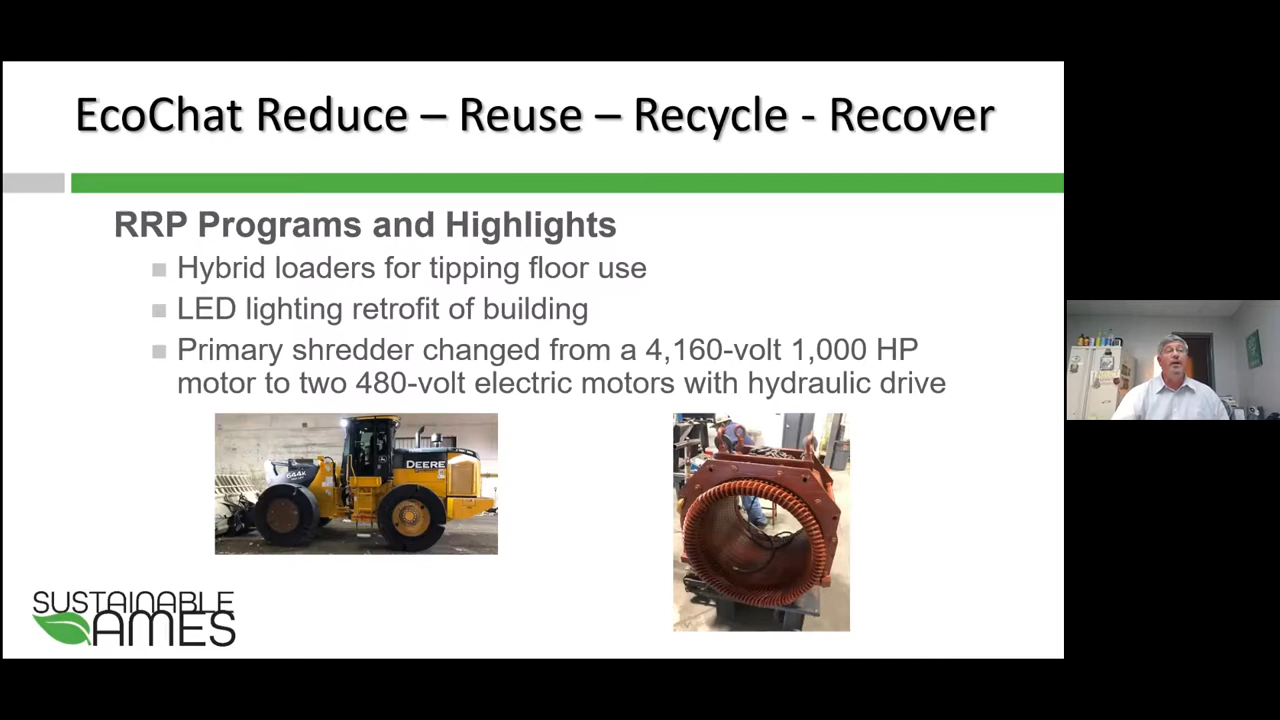 EcoChat Reduce – Reuse – Recycle - Recover
RRP Programs and Highlights
Hybrid loaders for tipping floor use
LED lighting retrofit of building
Primary shredder changed from a 4,160-volt 1,000 HP
motor to two 480-volt electric motors with hydraulic drive
644K
DEERE
SUSTAINABLE
AMES